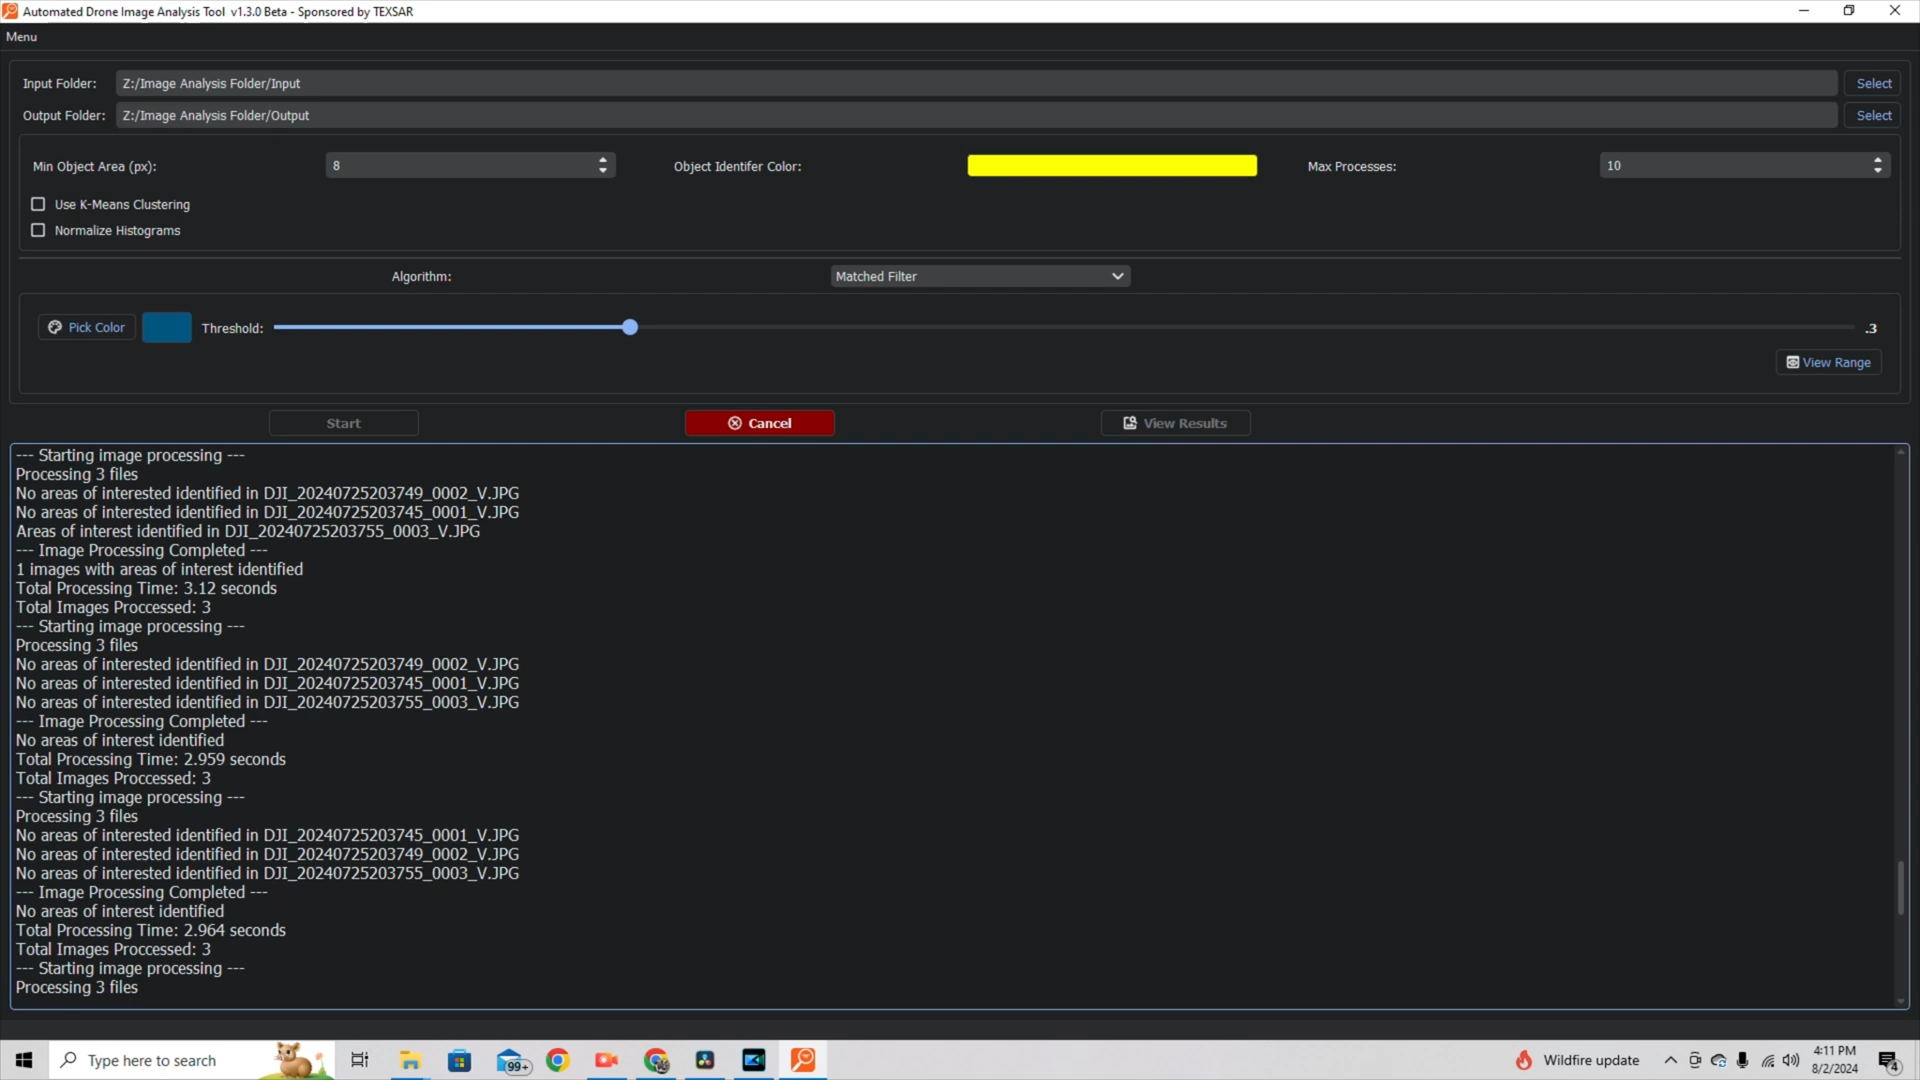 Automated Drone Image Analysis Tool v1.3.0 Beta - Sponsored by TEXSAR
Menu
Input Folder: Z:/Image Analysis Folder/Input Select
Output Folder: Z:/Image Analysis Folder/Output Select
Min Object Area (px): 8 Object Identifer Color: Max Processes: 10
Use K-Means Clustering
Normalize Histograms
Algorithm: Matched Filter
Pick Color Threshold: .3
View Range
Start Cancel View Results
--- Starting image processing ---
Processing 3 files
No areas of interested identified in DJI_20240725203749_0002_V.JPG
No areas of interested identified in DJI_20240725203745_0001_V.JPG
Areas of interest identified in DJI_20240725203755_0003_V.JPG
--- Image Processing Completed ---
1 images with areas of interest identified
Total Processing Time: 3.12 seconds
Total Images Proccessed: 3
--- Starting image processing ---
Processing 3 files
No areas of interested identified in DJI_20240725203749_0002_V.JPG
No areas of interested identified in DJI_20240725203745_0001_V.JPG
No areas of interested identified in DJI_20240725203755_0003_V.JPG
--- Image Processing Completed ---
No areas of interest identified
Total Processing Time: 2.959 seconds
Total Images Proccessed: 3
--- Starting image processing ---
Processing 3 files
No areas of interested identified in DJI_20240725203745_0001_V.JPG
No areas of interested identified in DJI_20240725203749_0002_V.JPG
No areas of interested identified in DJI_20240725203755_0003_V.JPG
--- Image Processing Completed ---
No areas of interest identified
Total Processing Time: 2.964 seconds
Total Images Proccessed: 3
--- Starting image processing ---
Processing 3 files
Type here to search 99+ Wildfire update 4:11 PM 4
8/2/2024